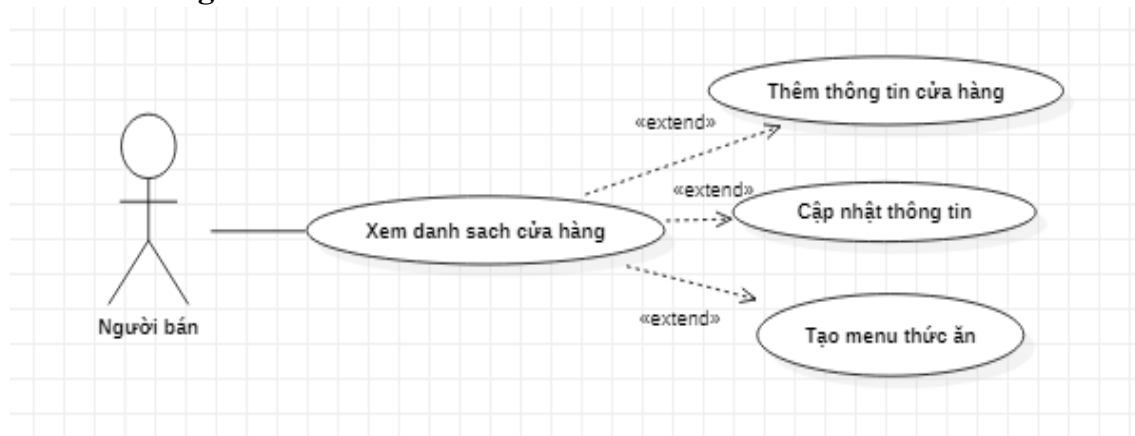 Thêm thông tin cửa hàng
«extend»
«extend»
Cập nhật thông tin
Xem danh sach cửa hàng
«extend»
Người bán
Tạo menu thức ăn